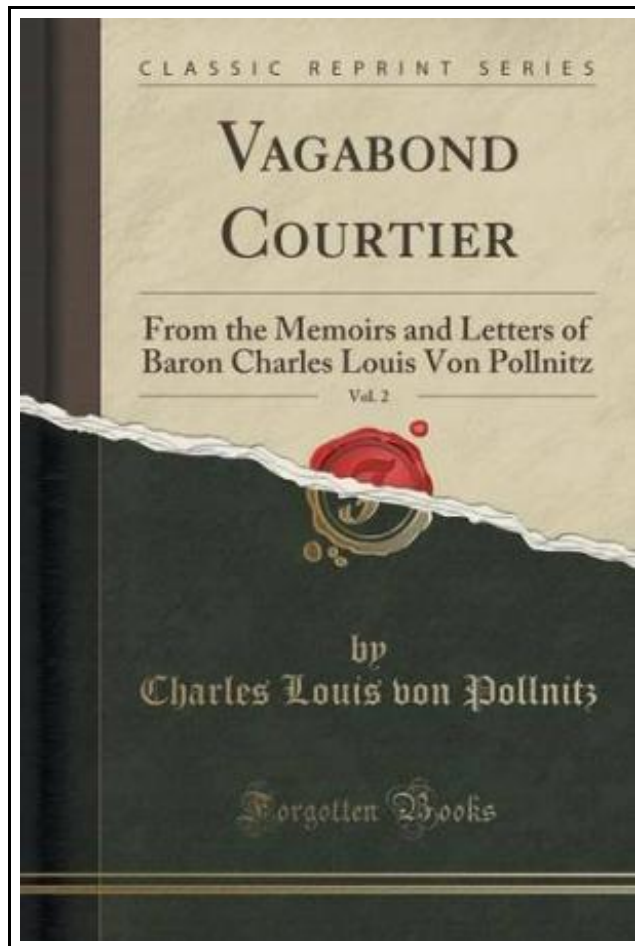 CLASSIC REPRINT SERIES
VAGABOND
COURTIER
From the Memoirs and Letters of
Baron Charles Louis Von Pollnitz
Vol. 2
F
by
Charles Louis von Pollnitz
Forgotten Books